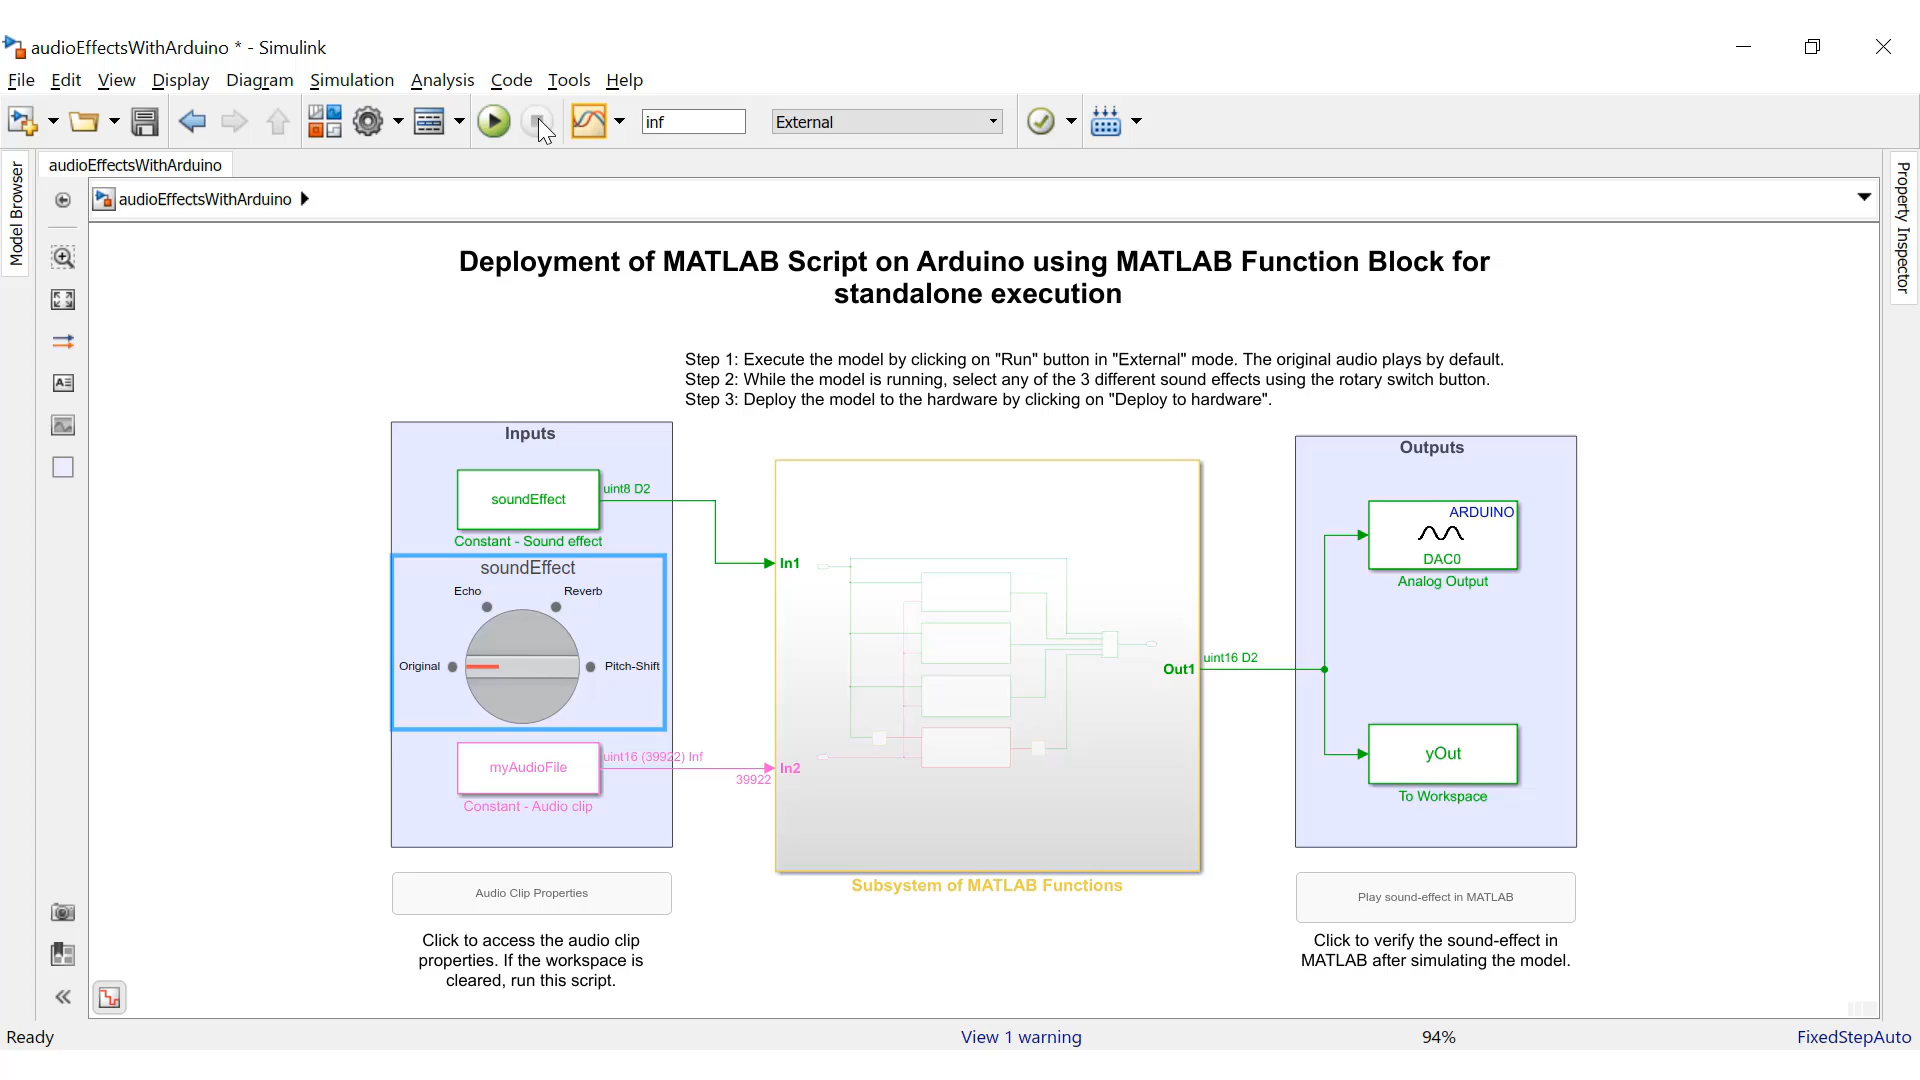 audioEffectsWithArduino * - Simulink
File Edit View Display Diagram Simulation Analysis Code Tools Help
inf
External
Model Browser
audioEffectsWithArduino
Property Inspector
audioEffectsWithArduino
Deployment of MATLAB Script on Arduino using MATLAB Function Block for
standalone execution
Step 1: Execute the model by clicking on "Run" button in "External" mode. The original audio plays by default.
Step 2: While the model is running, select any of the 3 different sound effects using the rotary switch button.
Step 3: Deploy the model to the hardware by clicking on "Deploy to hardware".
Inputs
soundEffect
uint8 D2
Constant - Sound effect
soundEffect
Echo
Reverb
Original
Pitch-Shift
myAudioFile
uint16 (39922) Inf
39922
Constant - Audio clip
In1
In2
Out1
uint16 D2
Subsystem of MATLAB Functions
Outputs
ARDUINO
DAC0
Analog Output
yOut
To Workspace
Audio Clip Properties
Click to access the audio clip
properties. If the workspace is
cleared, run this script.
Play sound-effect in MATLAB
Click to verify the sound-effect in
MATLAB after simulating the model.
Ready
View 1 warning
94%
FixedStepAuto